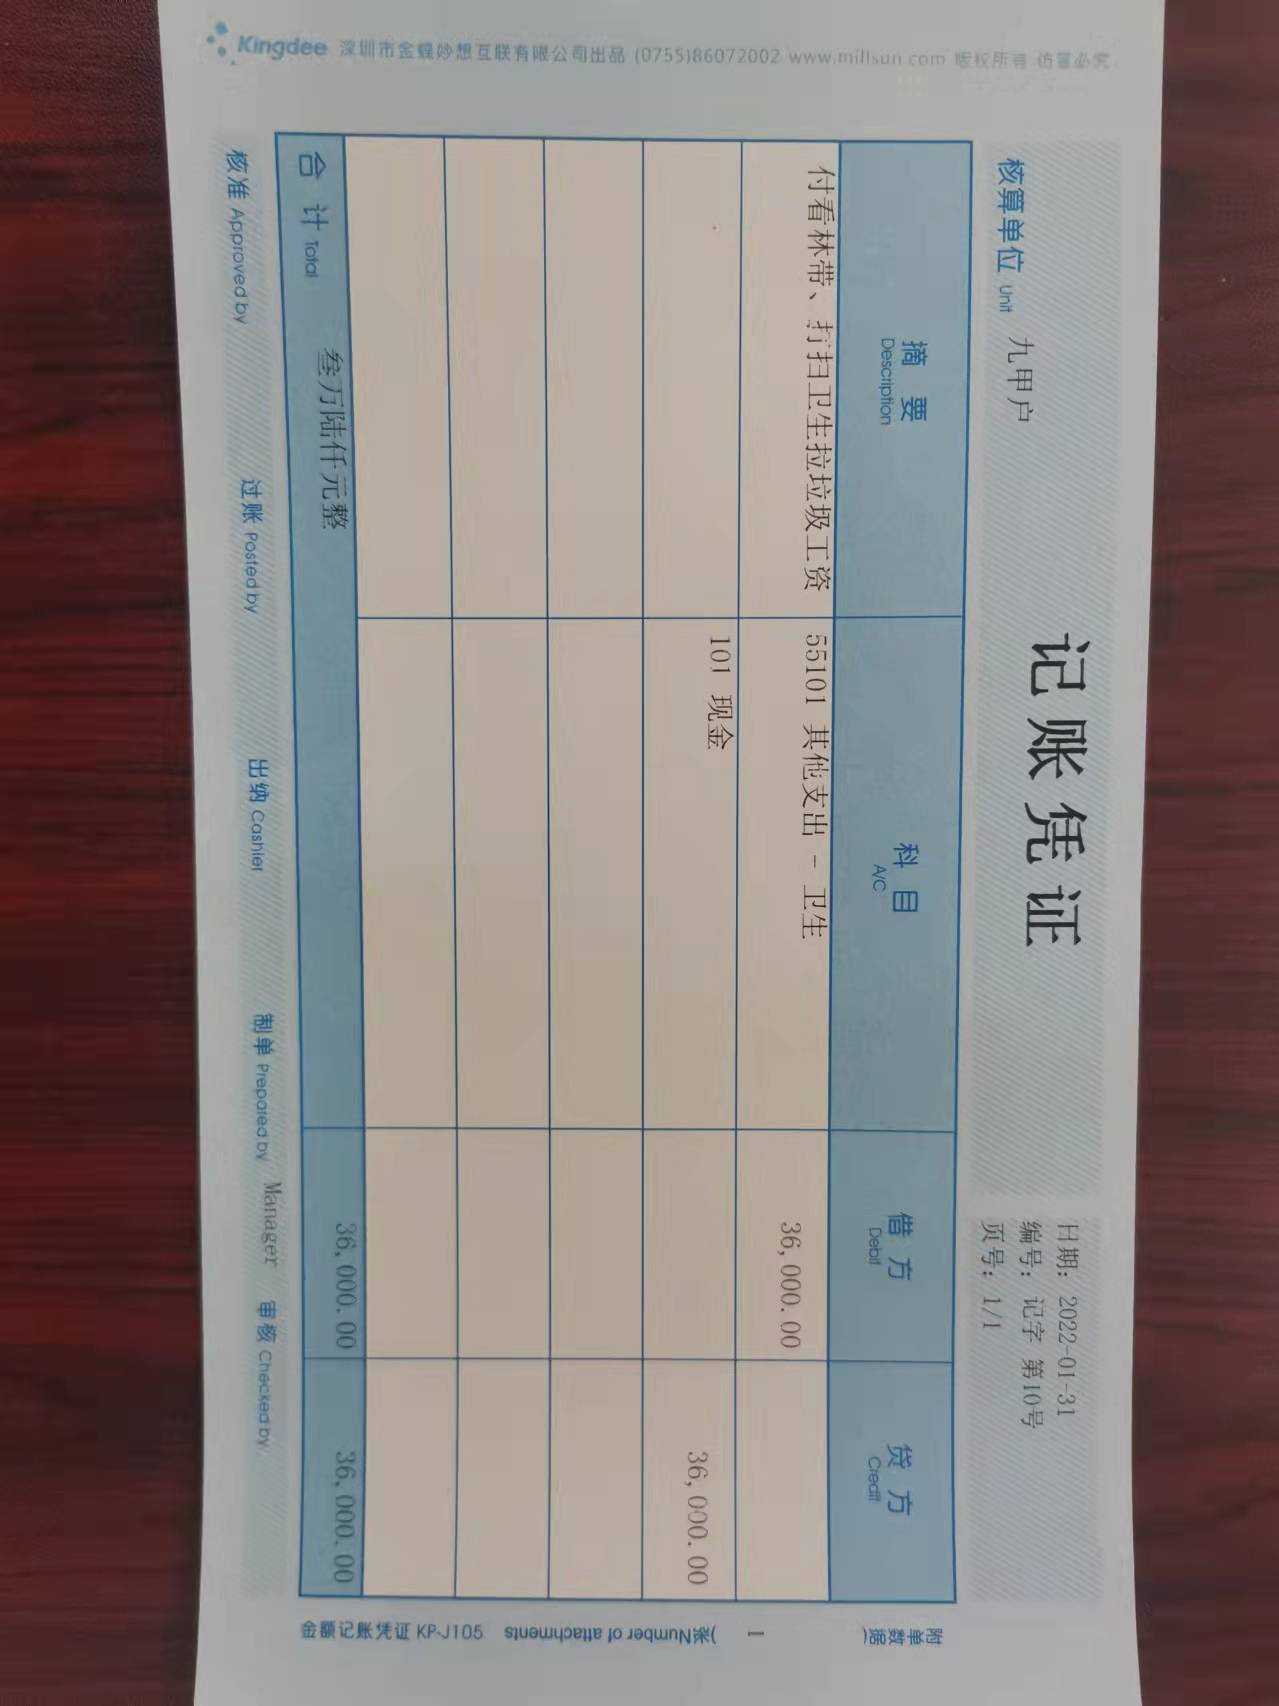 Kingdee 深圳市金蝶妙想互联有限公司出品 (0755)86072002 www.millsun.com 版权所有 仿冒必究
记账凭证
日期: 2022-01-31
编号: 记字 第10号
核算单位 Unit 九甲户
页号: 1/1
摘要 科目 借方 贷方
Description A/C Debit Credit
付看林带、打扫卫生拉垃圾工资 55101 其他支出 - 卫生 36,000.00
101 现金 36,000.00
合计 Total 叁万陆仟元整 36,000.00 36,000.00
核准 Approved by 过账 Posted by 出纳 Cashier 制单 Prepared by Manager 审核 Checked by
附单数据( 1 )张(Number of attachments
金额记账凭证 KP-J105